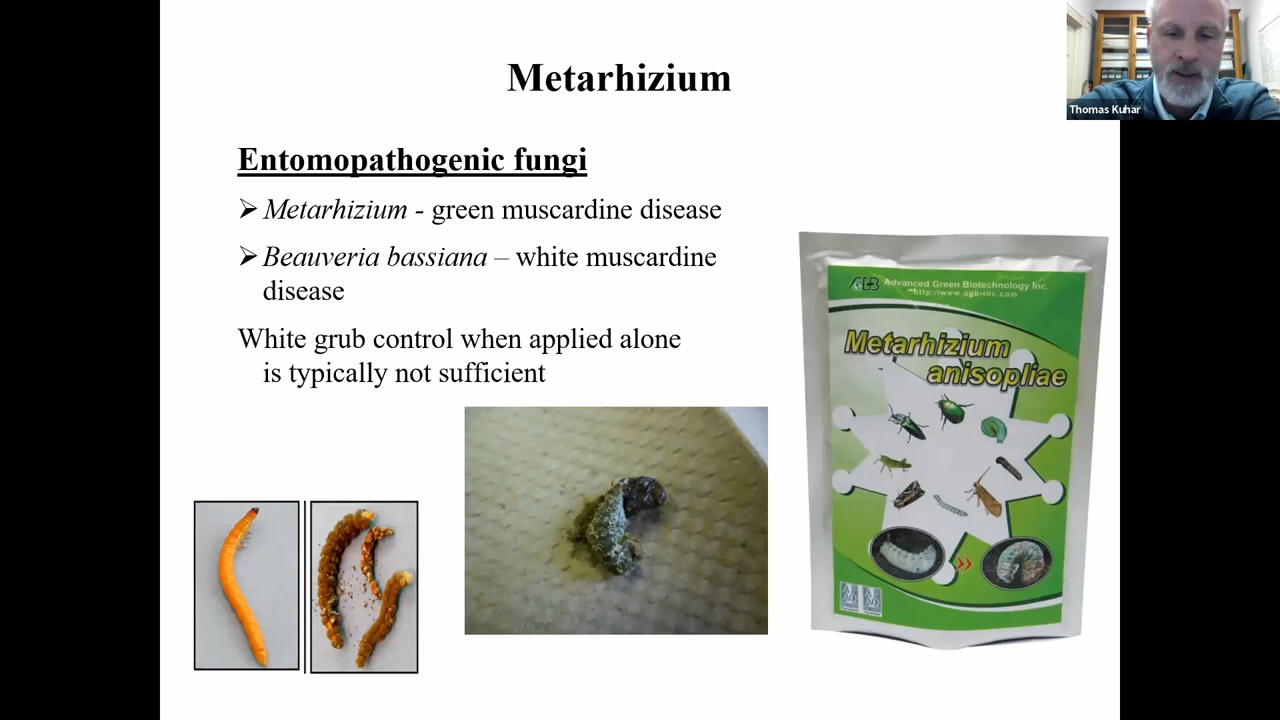 Metarhizium
Thomas Kuhar
Entomopathogenic fungi
➢ Metarhizium - green muscardine disease
➢ Beauveria bassiana – white muscardine
disease
White grub control when applied alone
is typically not sufficient
AGB Advanced Green Biotechnology Inc.
http://www.agb-inc.com
Metarhizium
anisopliae